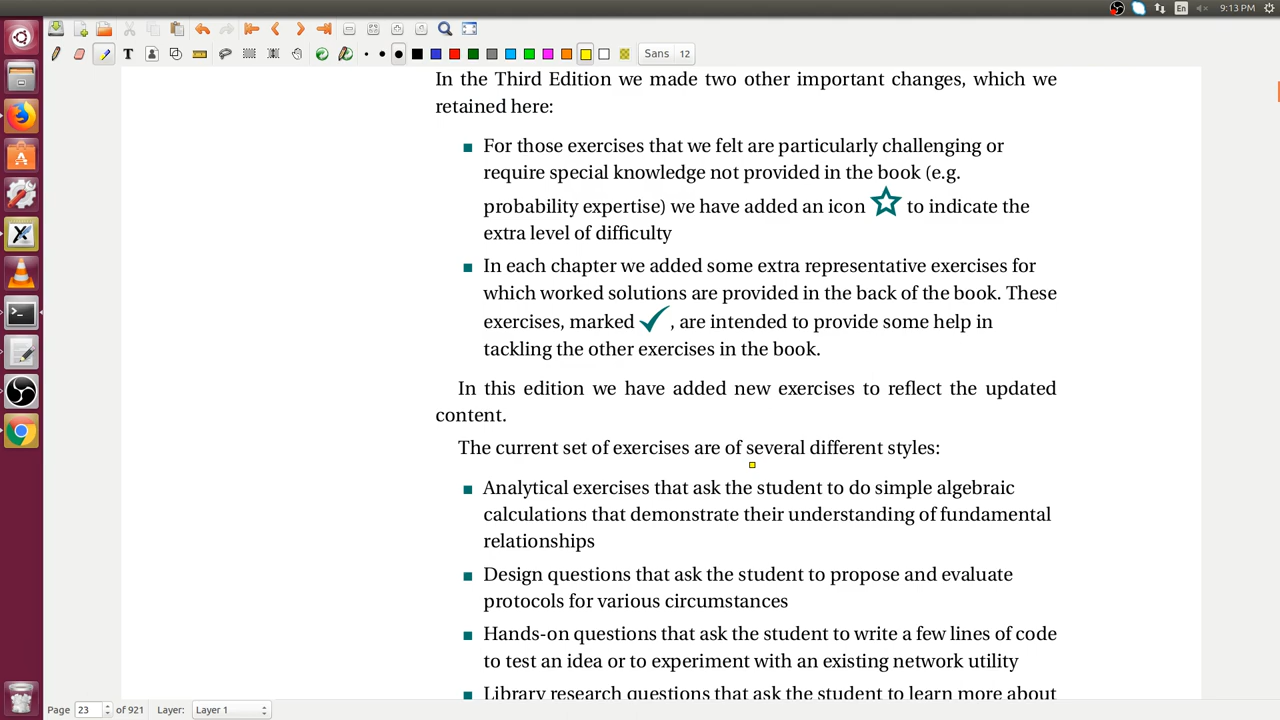 En
9:13 PM
T
Sans 12
In the Third Edition we made two other important changes, which we
retained here:
■ For those exercises that we felt are particularly challenging or
require special knowledge not provided in the book (e.g.
probability expertise) we have added an icon ☆ to indicate the
extra level of difficulty
■ In each chapter we added some extra representative exercises for
which worked solutions are provided in the back of the book. These
exercises, marked ✓, are intended to provide some help in
tackling the other exercises in the book.
In this edition we have added new exercises to reflect the updated
content.
The current set of exercises are of several different styles:
■ Analytical exercises that ask the student to do simple algebraic
calculations that demonstrate their understanding of fundamental
relationships
■ Design questions that ask the student to propose and evaluate
protocols for various circumstances
■ Hands-on questions that ask the student to write a few lines of code
to test an idea or to experiment with an existing network utility
■ Library research questions that ask the student to learn more about
Page 23 of 921 Layer: Layer 1